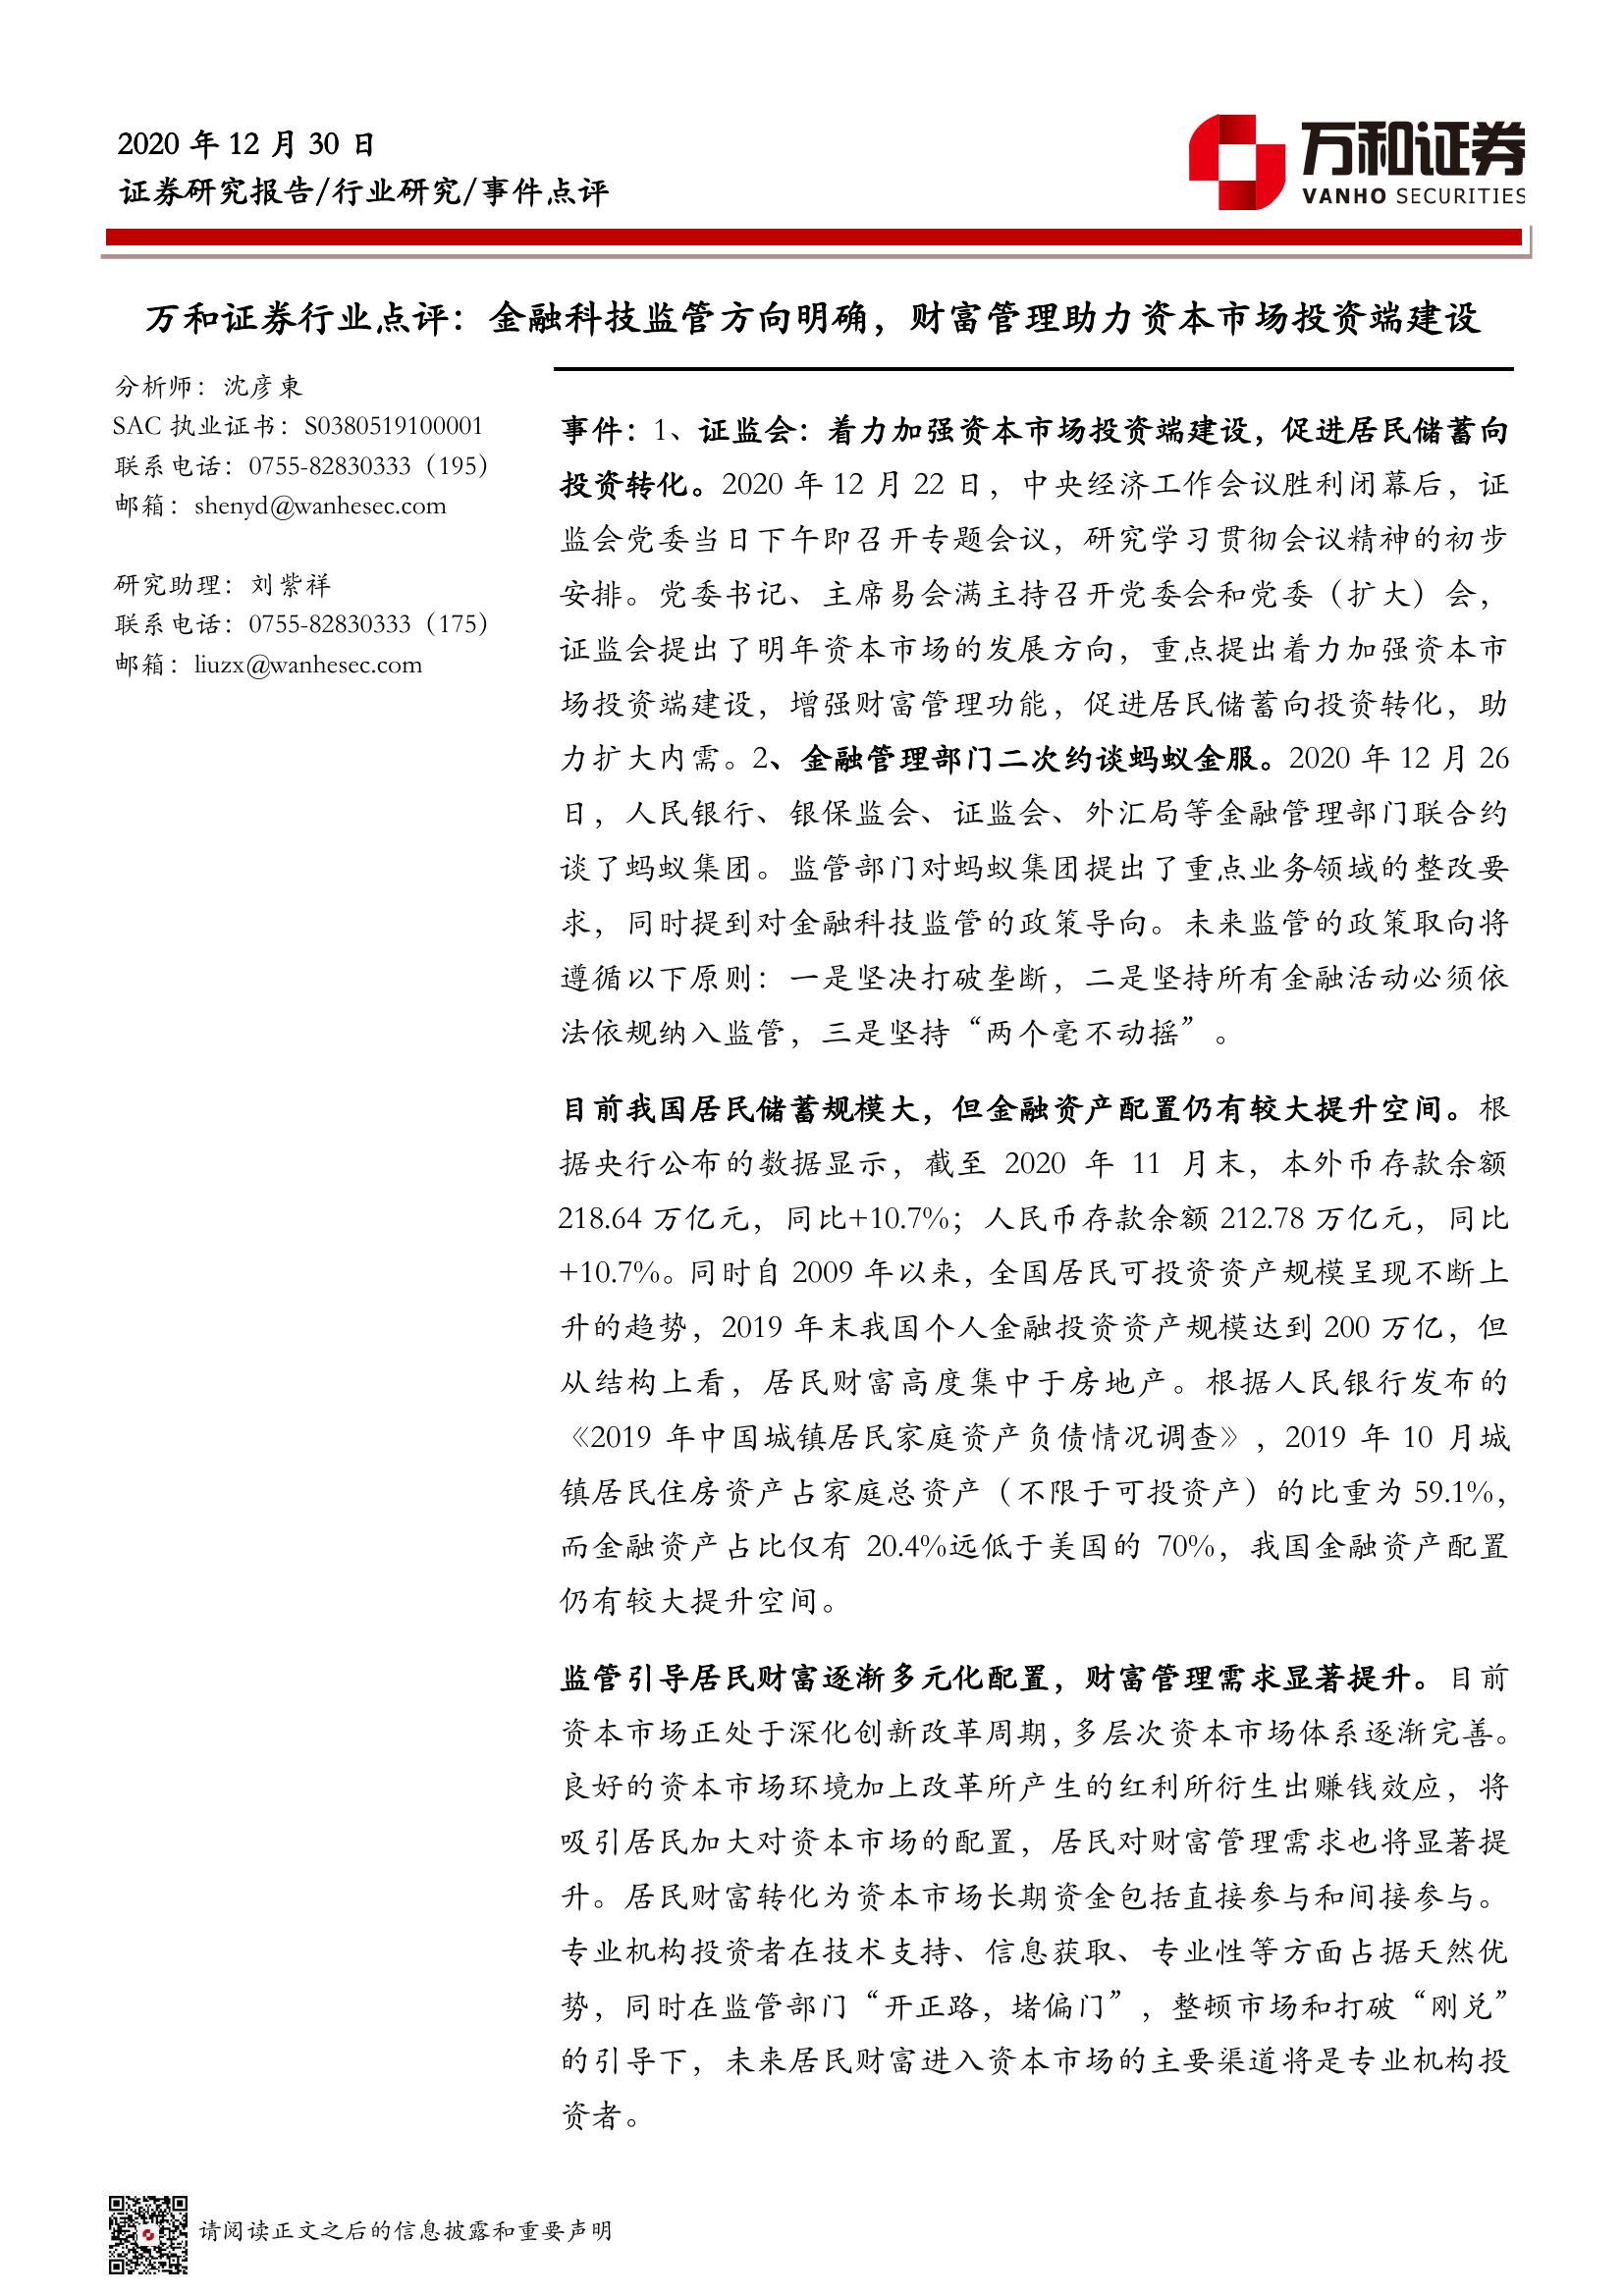 2020 年 12 月 30 日
证券研究报告/行业研究/事件点评
万和证券
VANHO SECURITIES
万和证券行业点评：金融科技监管方向明确，财富管理助力资本市场投资端建设
分析师：沈彦東
SAC 执业证书：S0380519100001
联系电话：0755-82830333（195）
邮箱：shenyd@wanhesec.com
研究助理：刘紫祥
联系电话：0755-82830333（175）
邮箱：liuzx@wanhesec.com
事件：1、证监会：着力加强资本市场投资端建设，促进居民储蓄向
投资转化。2020 年 12 月 22 日，中央经济工作会议胜利闭幕后，证
监会党委当日下午即召开专题会议，研究学习贯彻会议精神的初步
安排。党委书记、主席易会满主持召开党委会和党委（扩大）会，
证监会提出了明年资本市场的发展方向，重点提出着力加强资本市
场投资端建设，增强财富管理功能，促进居民储蓄向投资转化，助
力扩大内需。2、金融管理部门二次约谈蚂蚁金服。2020 年 12 月 26
日，人民银行、银保监会、证监会、外汇局等金融管理部门联合约
谈了蚂蚁集团。监管部门对蚂蚁集团提出了重点业务领域的整改要
求，同时提到对金融科技监管的政策导向。未来监管的政策取向将
遵循以下原则：一是坚决打破垄断，二是坚持所有金融活动必须依
法依规纳入监管，三是坚持“两个毫不动摇”。
目前我国居民储蓄规模大，但金融资产配置仍有较大提升空间。根
据央行公布的数据显示，截至 2020 年 11 月末，本外币存款余额
218.64 万亿元，同比+10.7%；人民币存款余额 212.78 万亿元，同比
+10.7%。同时自 2009 年以来，全国居民可投资资产规模呈现不断上
升的趋势，2019 年末我国个人金融投资资产规模达到 200 万亿，但
从结构上看，居民财富高度集中于房地产。根据人民银行发布的
《2019 年中国城镇居民家庭资产负债情况调查》，2019 年 10 月城
镇居民住房资产占家庭总资产（不限于可投资产）的比重为 59.1%，
而金融资产占比仅有 20.4%远低于美国的 70%，我国金融资产配置
仍有较大提升空间。
监管引导居民财富逐渐多元化配置，财富管理需求显著提升。目前
资本市场正处于深化创新改革周期，多层次资本市场体系逐渐完善。
良好的资本市场环境加上改革所产生的红利所衍生出赚钱效应，将
吸引居民加大对资本市场的配置，居民对财富管理需求也将显著提
升。居民财富转化为资本市场长期资金包括直接参与和间接参与。
专业机构投资者在技术支持、信息获取、专业性等方面占据天然优
势，同时在监管部门“开正路，堵偏门”，整顿市场和打破“刚兑”
的引导下，未来居民财富进入资本市场的主要渠道将是专业机构投
资者。
请阅读正文之后的信息披露和重要声明